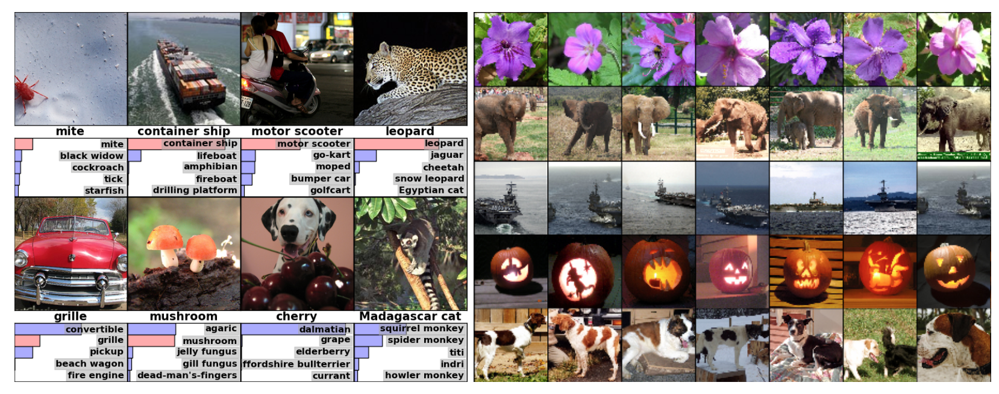 mite
container ship
motor scooter
leopard
mite
black widow
cockroach
tick
starfish
container ship
lifeboat
amphibian
fireboat
drilling platform
motor scooter
go-kart
moped
bumper car
golfcart
leopard
jaguar
cheetah
snow leopard
Egyptian cat
grille
mushroom
cherry
Madagascar cat
convertible
grille
pickup
beach wagon
fire engine
agaric
mushroom
jelly fungus
gill fungus
dead-man's-fingers
dalmatian
grape
elderberry
ffordshire bullterrier
currant
squirrel monkey
spider monkey
titi
indri
howler monkey